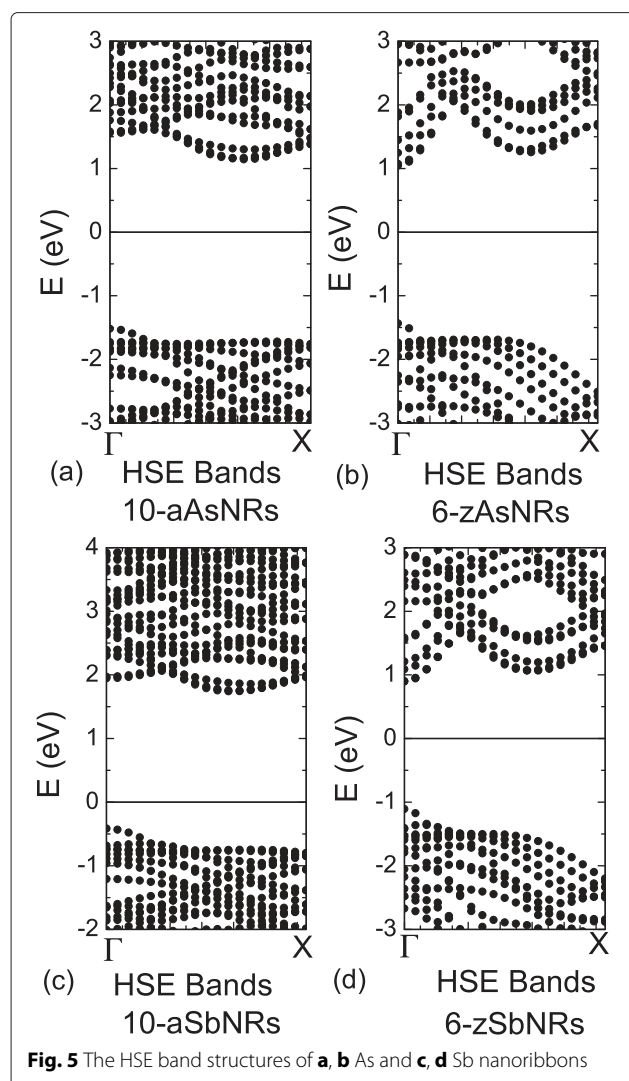 3
2
1
0
-1
-2
-3
E (eV)
Γ X
(a) HSE Bands
10-aAsNRs
3
2
1
0
-1
-2
-3
E (eV)
Γ X
(b) HSE Bands
6-zAsNRs
4
3
2
1
0
-1
-2
E (eV)
Γ X
(c) HSE Bands
10-aSbNRs
3
2
1
0
-1
-2
-3
E (eV)
Γ X
(d) HSE Bands
6-zSbNRs
Fig. 5 The HSE band structures of a, b As and c, d Sb nanoribbons